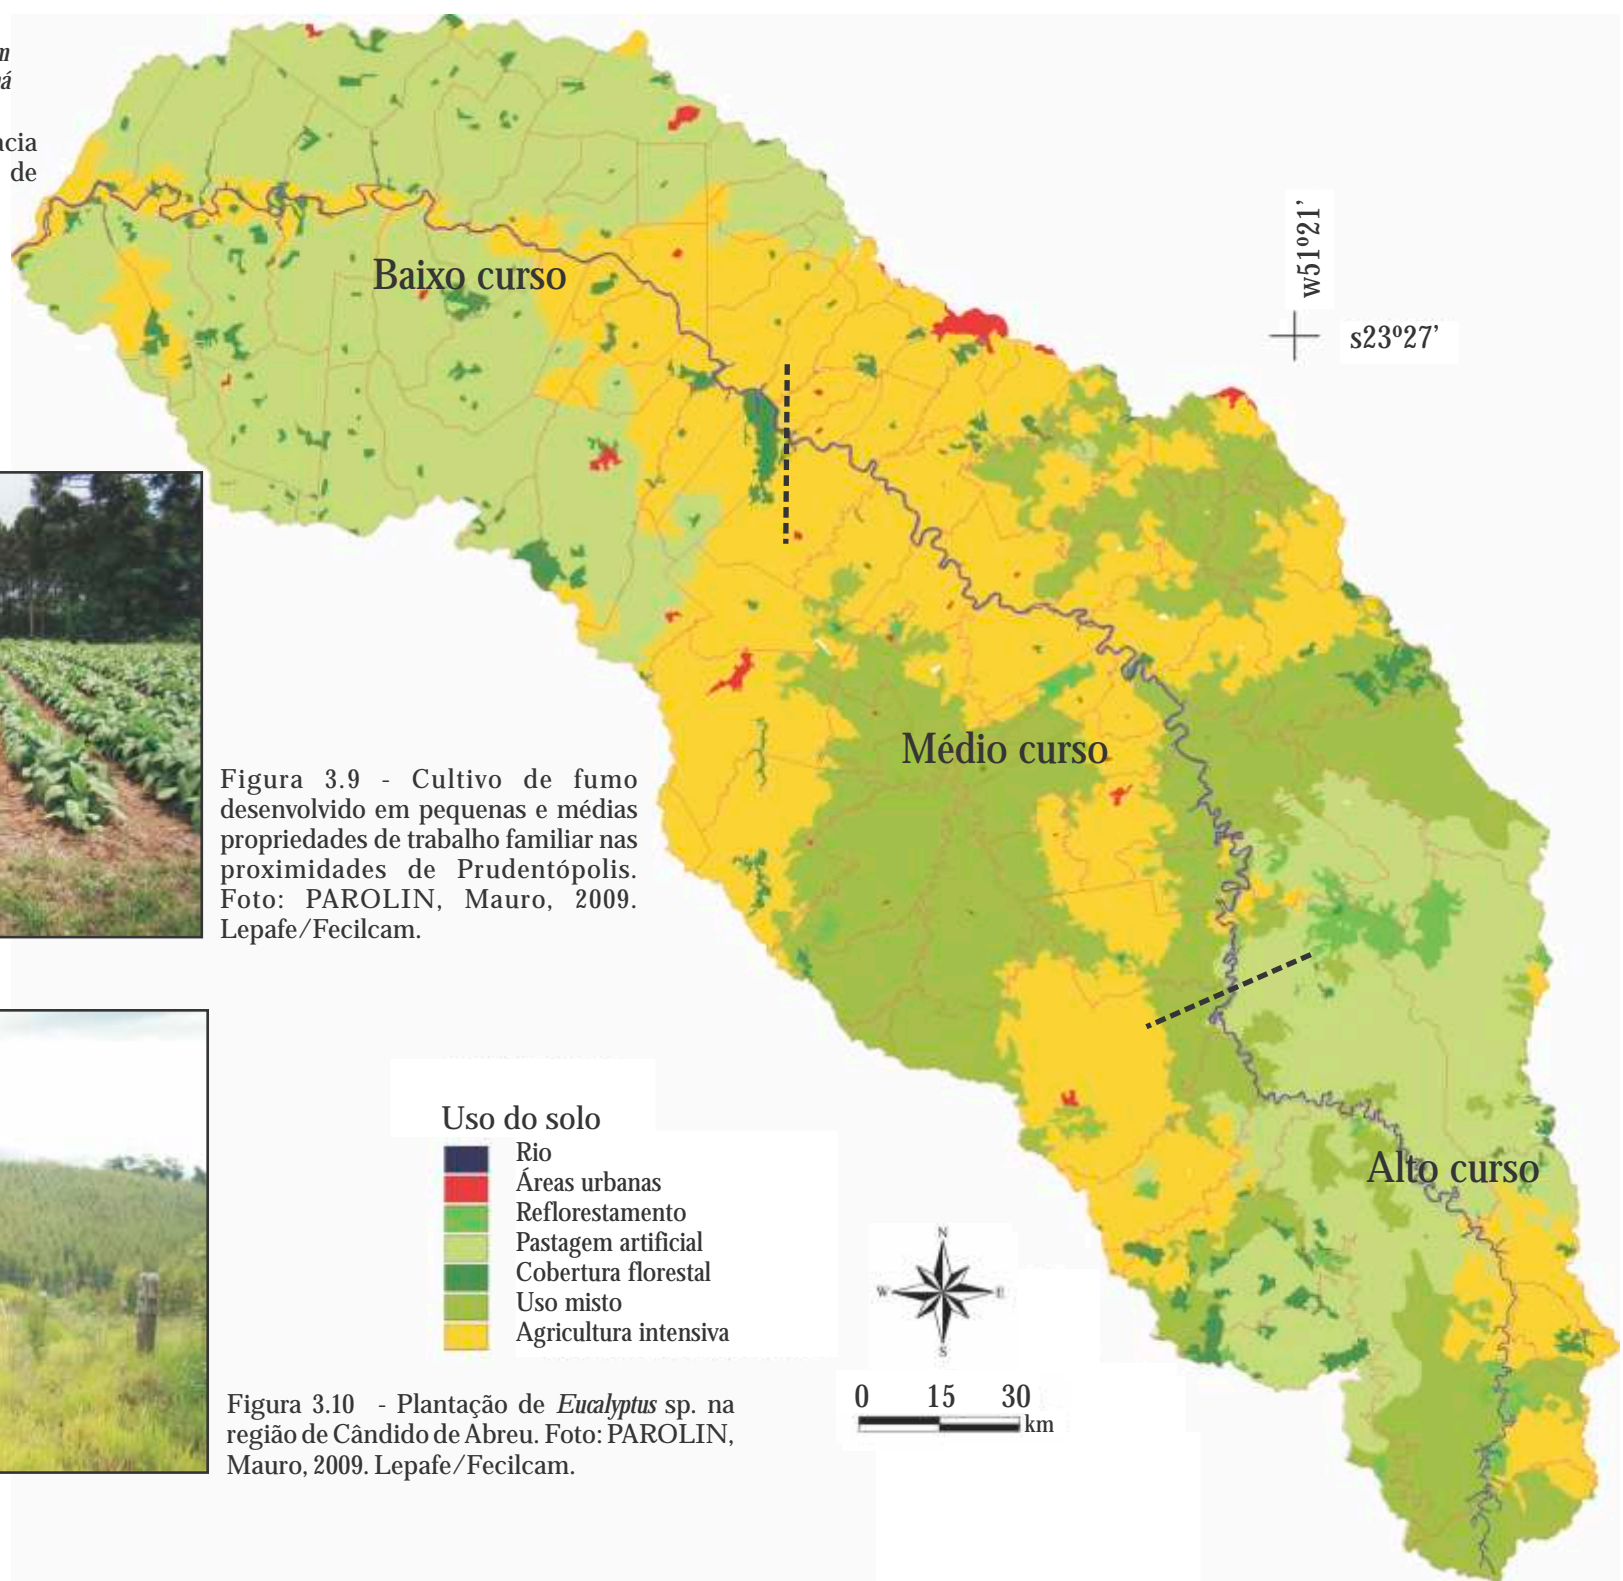 m
á
ncia
de
Baixo curso
w51º21'
s23º27’
Médio curso
Figura 3.9 - Cultivo de fumo
desenvolvido em pequenas e médias
propriedades de trabalho familiar nas
proximidades de Prudentópolis.
Foto: PAROLIN, Mauro, 2009.
Lepafe/Fecilcam.
Alto curso
Uso do solo
Rio
Áreas urbanas
Reflorestamento
Pastagem artificial
Cobertura florestal
Uso misto
Agricultura intensiva
N
W E
S
0 15 30
km
Figura 3.10 - Plantação de Eucalyptus sp. na
região de Cândido de Abreu. Foto: PAROLIN,
Mauro, 2009. Lepafe/Fecilcam.